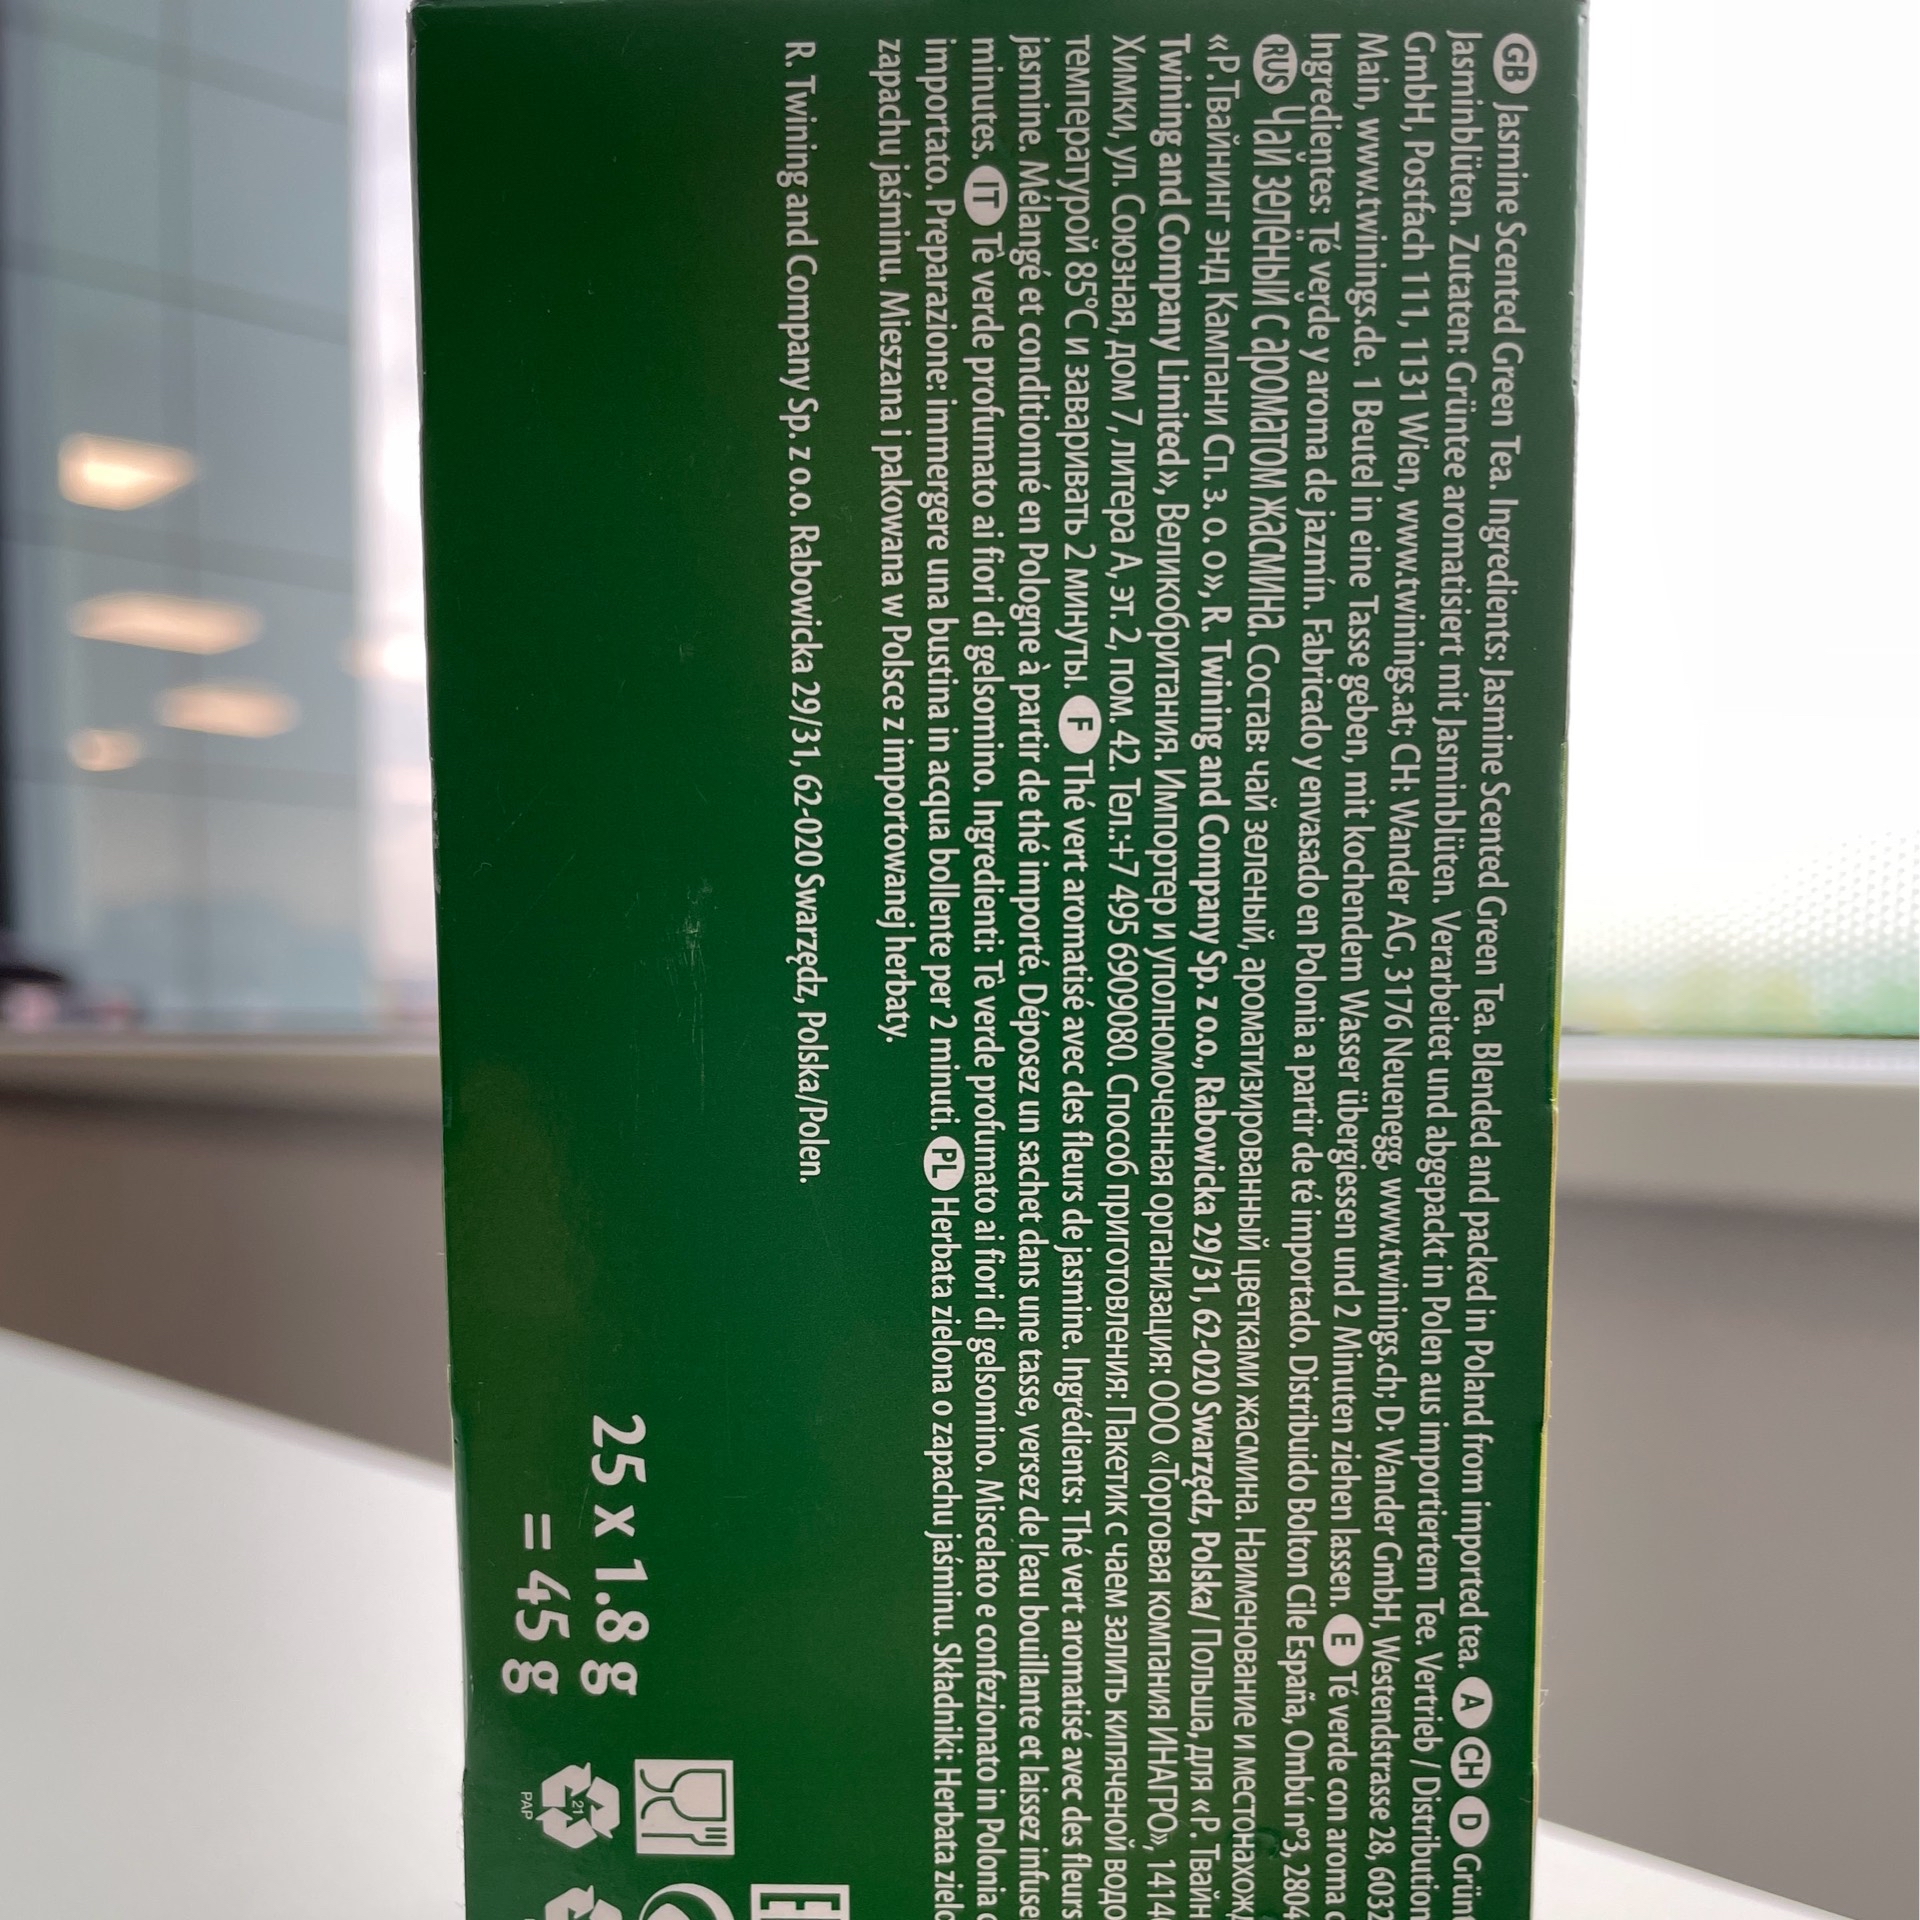 GB Jasmine Scented Green Tea. Ingredients: Jasmine Scented Green Tea. Blended and packed in Poland from imported tea. A CH D
Jasminblüten. Zutaten: Grüntee aromatisiert mit Jasminblüten. Verarbeitet und abgepackt in Polen aus importiertem Tee. Vertrieb / Distribution
GmbH, Postfach 111, 1131 Wien, www.twinings.at; CH: Wander AG, 3176 Neuenegg, www.twinings.ch; D: Wander GmbH, Westendstrasse 28, 6032
Main, www.twinings.de. 1 Beutel in eine Tasse geben, mit kochendem Wasser übergiessen und 2 Minuten ziehen lassen. E Té verde con aroma
Ingredientes: Té verde y aroma de jazmín. Fabricado y envasado en Polonia a partir de té importado. Distribuido Bolton Cile España, Ombú nº3, 2804
RUS Чай зеленый с ароматом жасмина. Состав: чай зеленый, ароматизированный цветками жасмина. Наименование и
«Р.Твайнинг энд Кампани Сп. з. о. о», R. Twining and Company Sp. z o.o., Rabowicka 29/31, 62-020 Swarzędz, Polska/ Польша, для «Р.
Twining and Company Limited», Великобритания. Импортер и уполномоченная организация: ООО «Торговая компания ИНАГРО», 1414
Химки, ул. Союзная, дом 7, литера А, эт. 2, пом. 42. Тел.:+7 495 6909080. Способ приготовления: Пакетик с чаем залить кипяченой
температурой 85°C и заваривать 2 минуты. F Thé vert aromatisé avec des fleurs de jasmine. Ingrédients: Thé vert aromatisé avec des fleurs
jasmine. Mélangé et conditionné en Pologne à partir de thé importé. Déposez un sachet dans une tasse, versez de l'eau bouillante et laissez
minutes. IT Tè verde profumato ai fiori di gelsomino. Ingredienti: Tè verde profumato ai fiori di gelsomino. Miscelato e confezionato in Polonia
importato. Preparazione: immergere una bustina in acqua bollente per 2 minuti. PL Herbata zielona o zapachu jaśminu. Składniki: Herbata
zapachu jaśminu. Mieszana i pakowana w Polsce z importowanej herbaty.
R. Twining and Company Sp. z o.o. Rabowicka 29/31, 62-020 Swarzędz, Polska/Polen.
25 x 1.8 g
= 45 g
21
PAP